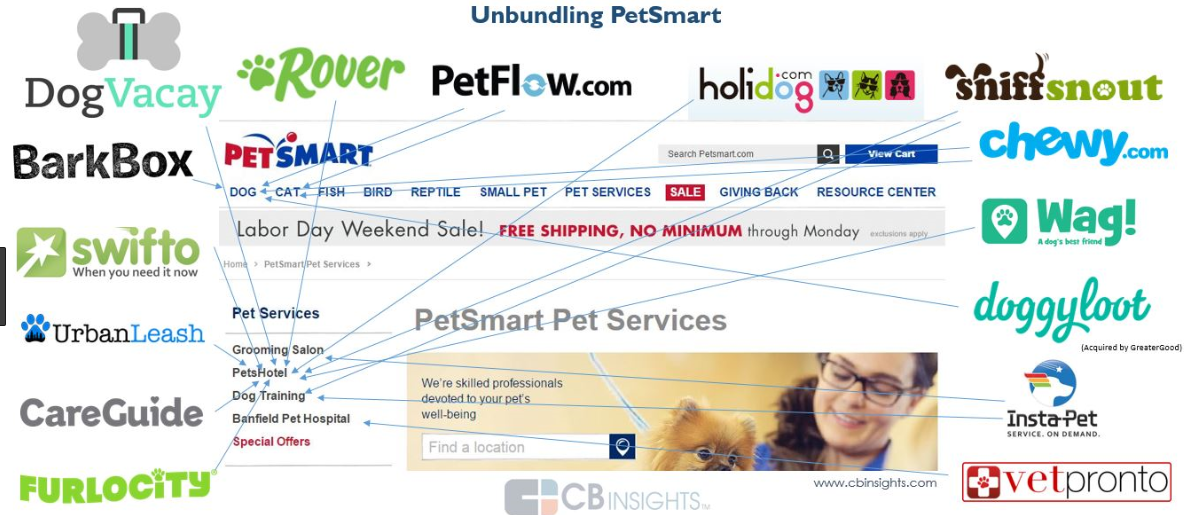 Unbundling PetSmart
DogVacay
Rover
PetFlow.com
holidog.com
sniffsnout
BarkBox
PETSMART
Search Petsmart.com
View Cart
chewy.com
DOG CAT FISH BIRD REPTILE SMALL PET PET SERVICES SALE GIVING BACK RESOURCE CENTER
Labor Day Weekend Sale! FREE SHIPPING, NO MINIMUM through Monday exclusions apply
Wag!
A dog's best friend
swifto
When you need it now
Home > PetSmart Pet Services >
doggyloot
(Acquired by GreaterGood)
UrbanLeash
Pet Services
PetSmart Pet Services
Grooming Salon
PetsHotel
Dog Training
Banfield Pet Hospital
Special Offers
We're skilled professionals
devoted to your pet's
well-being
Find a location
CareGuide
Insta-Pet
SERVICE. ON DEMAND.
FURLOCITY
vetpronto
www.cbinsights.com
CBINSIGHTS